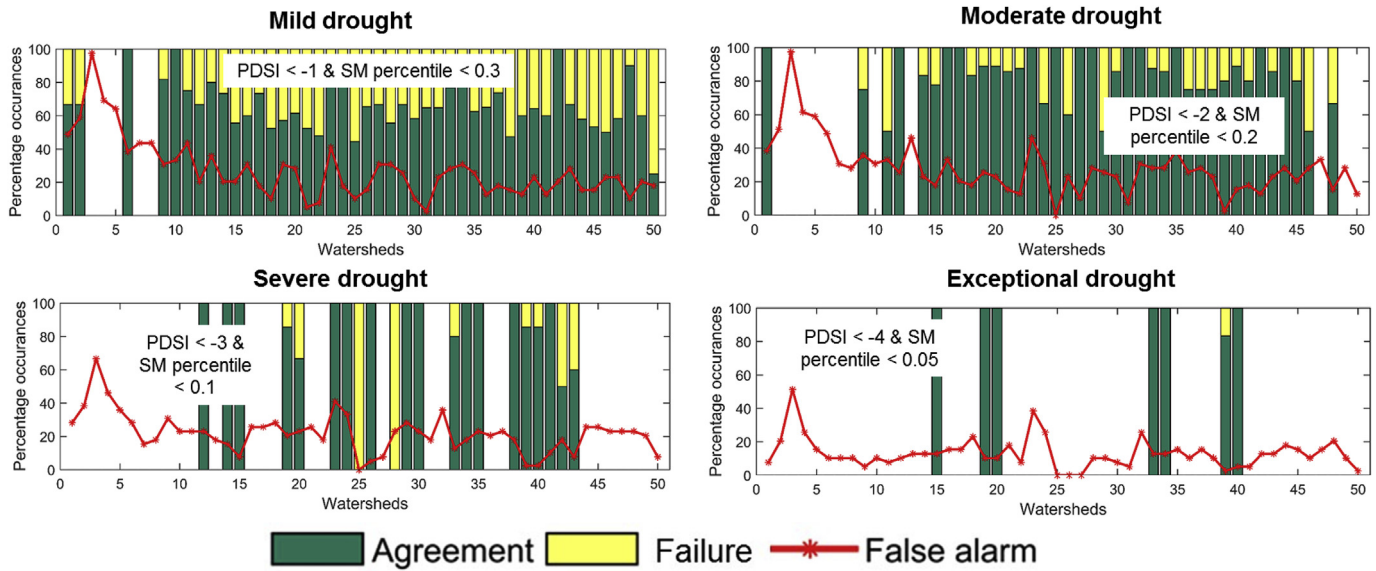 Mild drought
100
80
60
40
20
0
Percentage occurances
PDSI < -1 & SM percentile < 0.3
0 5 10 15 20 25 30 35 40 45 50
Watersheds
Moderate drought
100
80
60
40
20
0
Percentage occurances
PDSI < -2 & SM
percentile < 0.2
0 5 10 15 20 25 30 35 40 45 50
Watersheds
Severe drought
100
80
60
40
20
0
Percentage occurances
PDSI < -3 &
SM percentile
< 0.1
0 5 10 15 20 25 30 35 40 45 50
Watersheds
Exceptional drought
100
80
60
40
20
0
Percentage occurances
PDSI < -4 & SM
percentile < 0.05
0 5 10 15 20 25 30 35 40 45 50
Watersheds
Agreement Failure False alarm